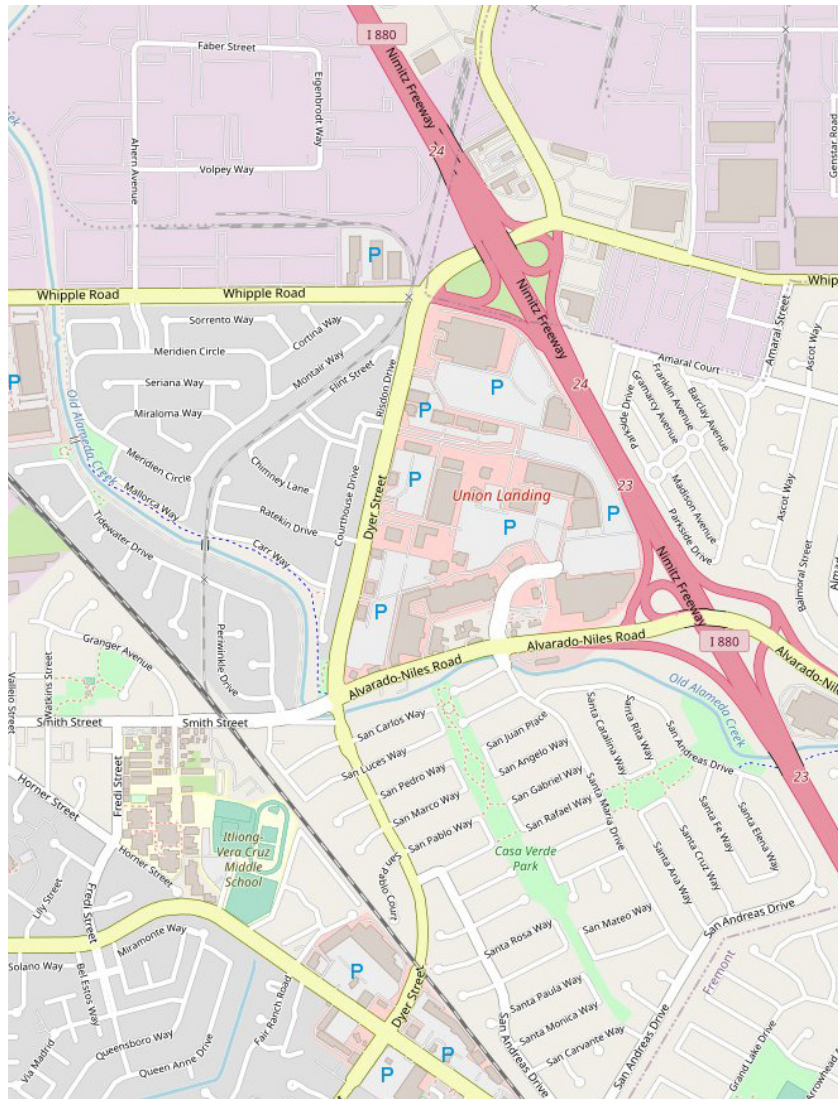 I 880
Faber Street
Nimitz Freeway
Eigenbrodt Way
Creek
24
Genstar Road
Ahern Avenue
Volpey Way
P
Whipple Road
Whipple Road
Whip
Nimitz Freeway
Sorrento Way
Cortina Way
Amaral Street
Meridien Circle
Montair Way
Ascot Way
Amaral Court
Flint Street
P
24
P
Seriana Way
Risdon Drive
Parkside Drive
Gramarcy Avenue
Franklin Avenue
Barclay Avenue
P
Miraloma Way
Old Alameda Creek
Meridien Circle
Chimney Lane
P
Mallorca Way
Union Landing
23
Madison Avenue
Ascot Way
Tidewater Drive
Ratekin Drive
Courthouse Drive
Dyer Street
P
P
Parkside Drive
Carr Way
Nimitz Freeway
Balmoral Street
Almad
P
Granger Avenue
Periwinkle Drive
I 880
Alvarado-Niles Road
Alvarado-Niles Road
Alvarado-Nil
Vallejo Street
Watkins Street
Old Alameda Creek
Smith Street
Smith Street
San Carlos Way
San Juan Place
Santa Catalina Way
Santa Rita Way
San Andreas Drive
San Luces Way
San Angelo Way
Fredi Street
San Pedro Way
San Gabriel Way
23
Horner Street
San Marco Way
San Rafael Way
Santa Maria Drive
Itliong-
Vera Cruz
Middle
School
San Pablo Way
Santa Fe Way
Santa Elena Way
Casa Verde
Park
Santa Cruz Way
Santa Ana Way
Horner Street
San Pablo Court
Lily Street
Fredi Street
San Andreas Drive
San Mateo Way
Miramonte Way
Santa Rosa Way
Solano Way
P
Bel Estos Way
Fair Ranch Road
Dyer Street
Santa Paula Way
Fremont
Santa Monica Way
Queensboro Way
San Carvante Way
Via Madrid
Queen Anne Drive
P
P
San Andreas Drive
San Andreas Drive
Grand Lake Drive
Arrowhead A